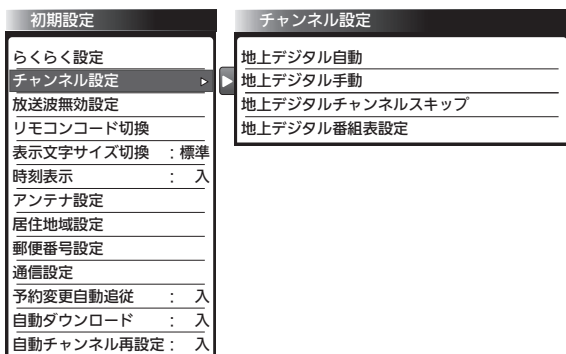 初期設定
らくらく設定
チャンネル設定
放送波無効設定
リモコンコード切換
表示文字サイズ切換 : 標準
時刻表示 : 入
アンテナ設定
居住地域設定
郵便番号設定
通信設定
予約変更自動追従 : 入
自動ダウンロード : 入
自動チャンネル再設定 : 入
チャンネル設定
地上デジタル自動
地上デジタル手動
地上デジタルチャンネルスキップ
地上デジタル番組表設定